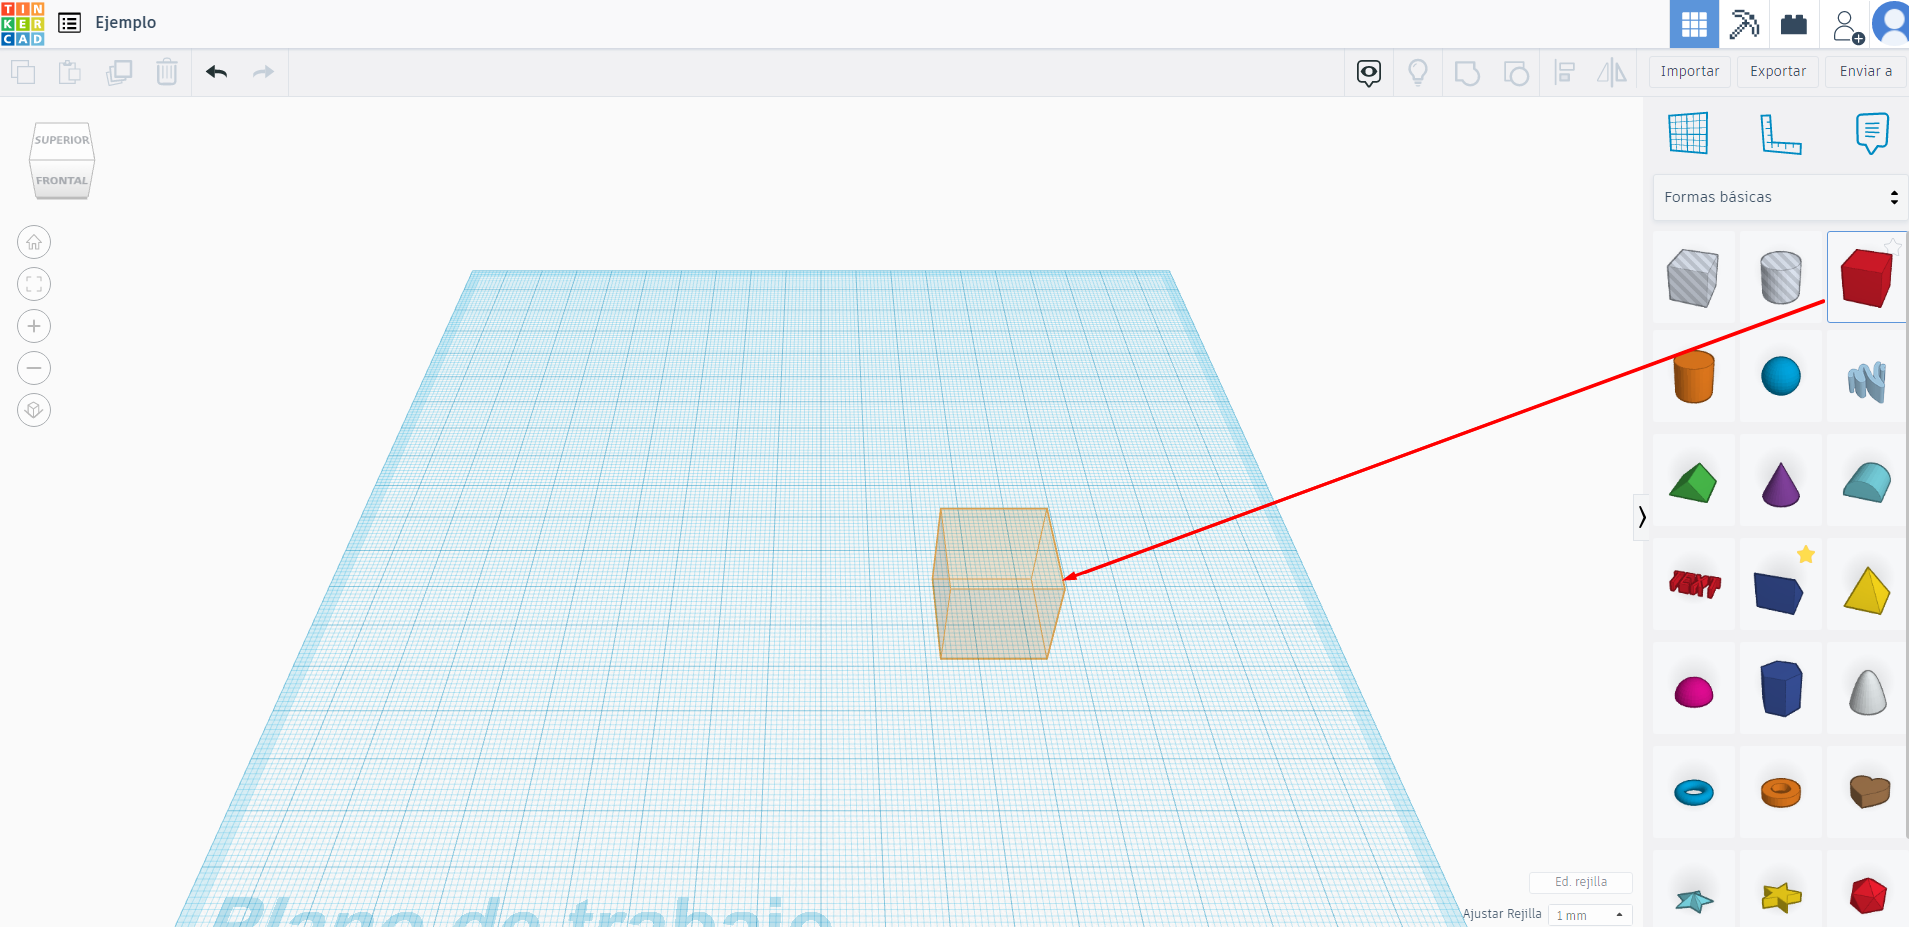 TIN
KER
CAD
Ejemplo
Importar
Exportar
Enviar a
SUPERIOR
FRONTAL
Formas básicas
TEXT
Ed. rejilla
Ajustar Rejilla
1 mm
Plano de trabajo